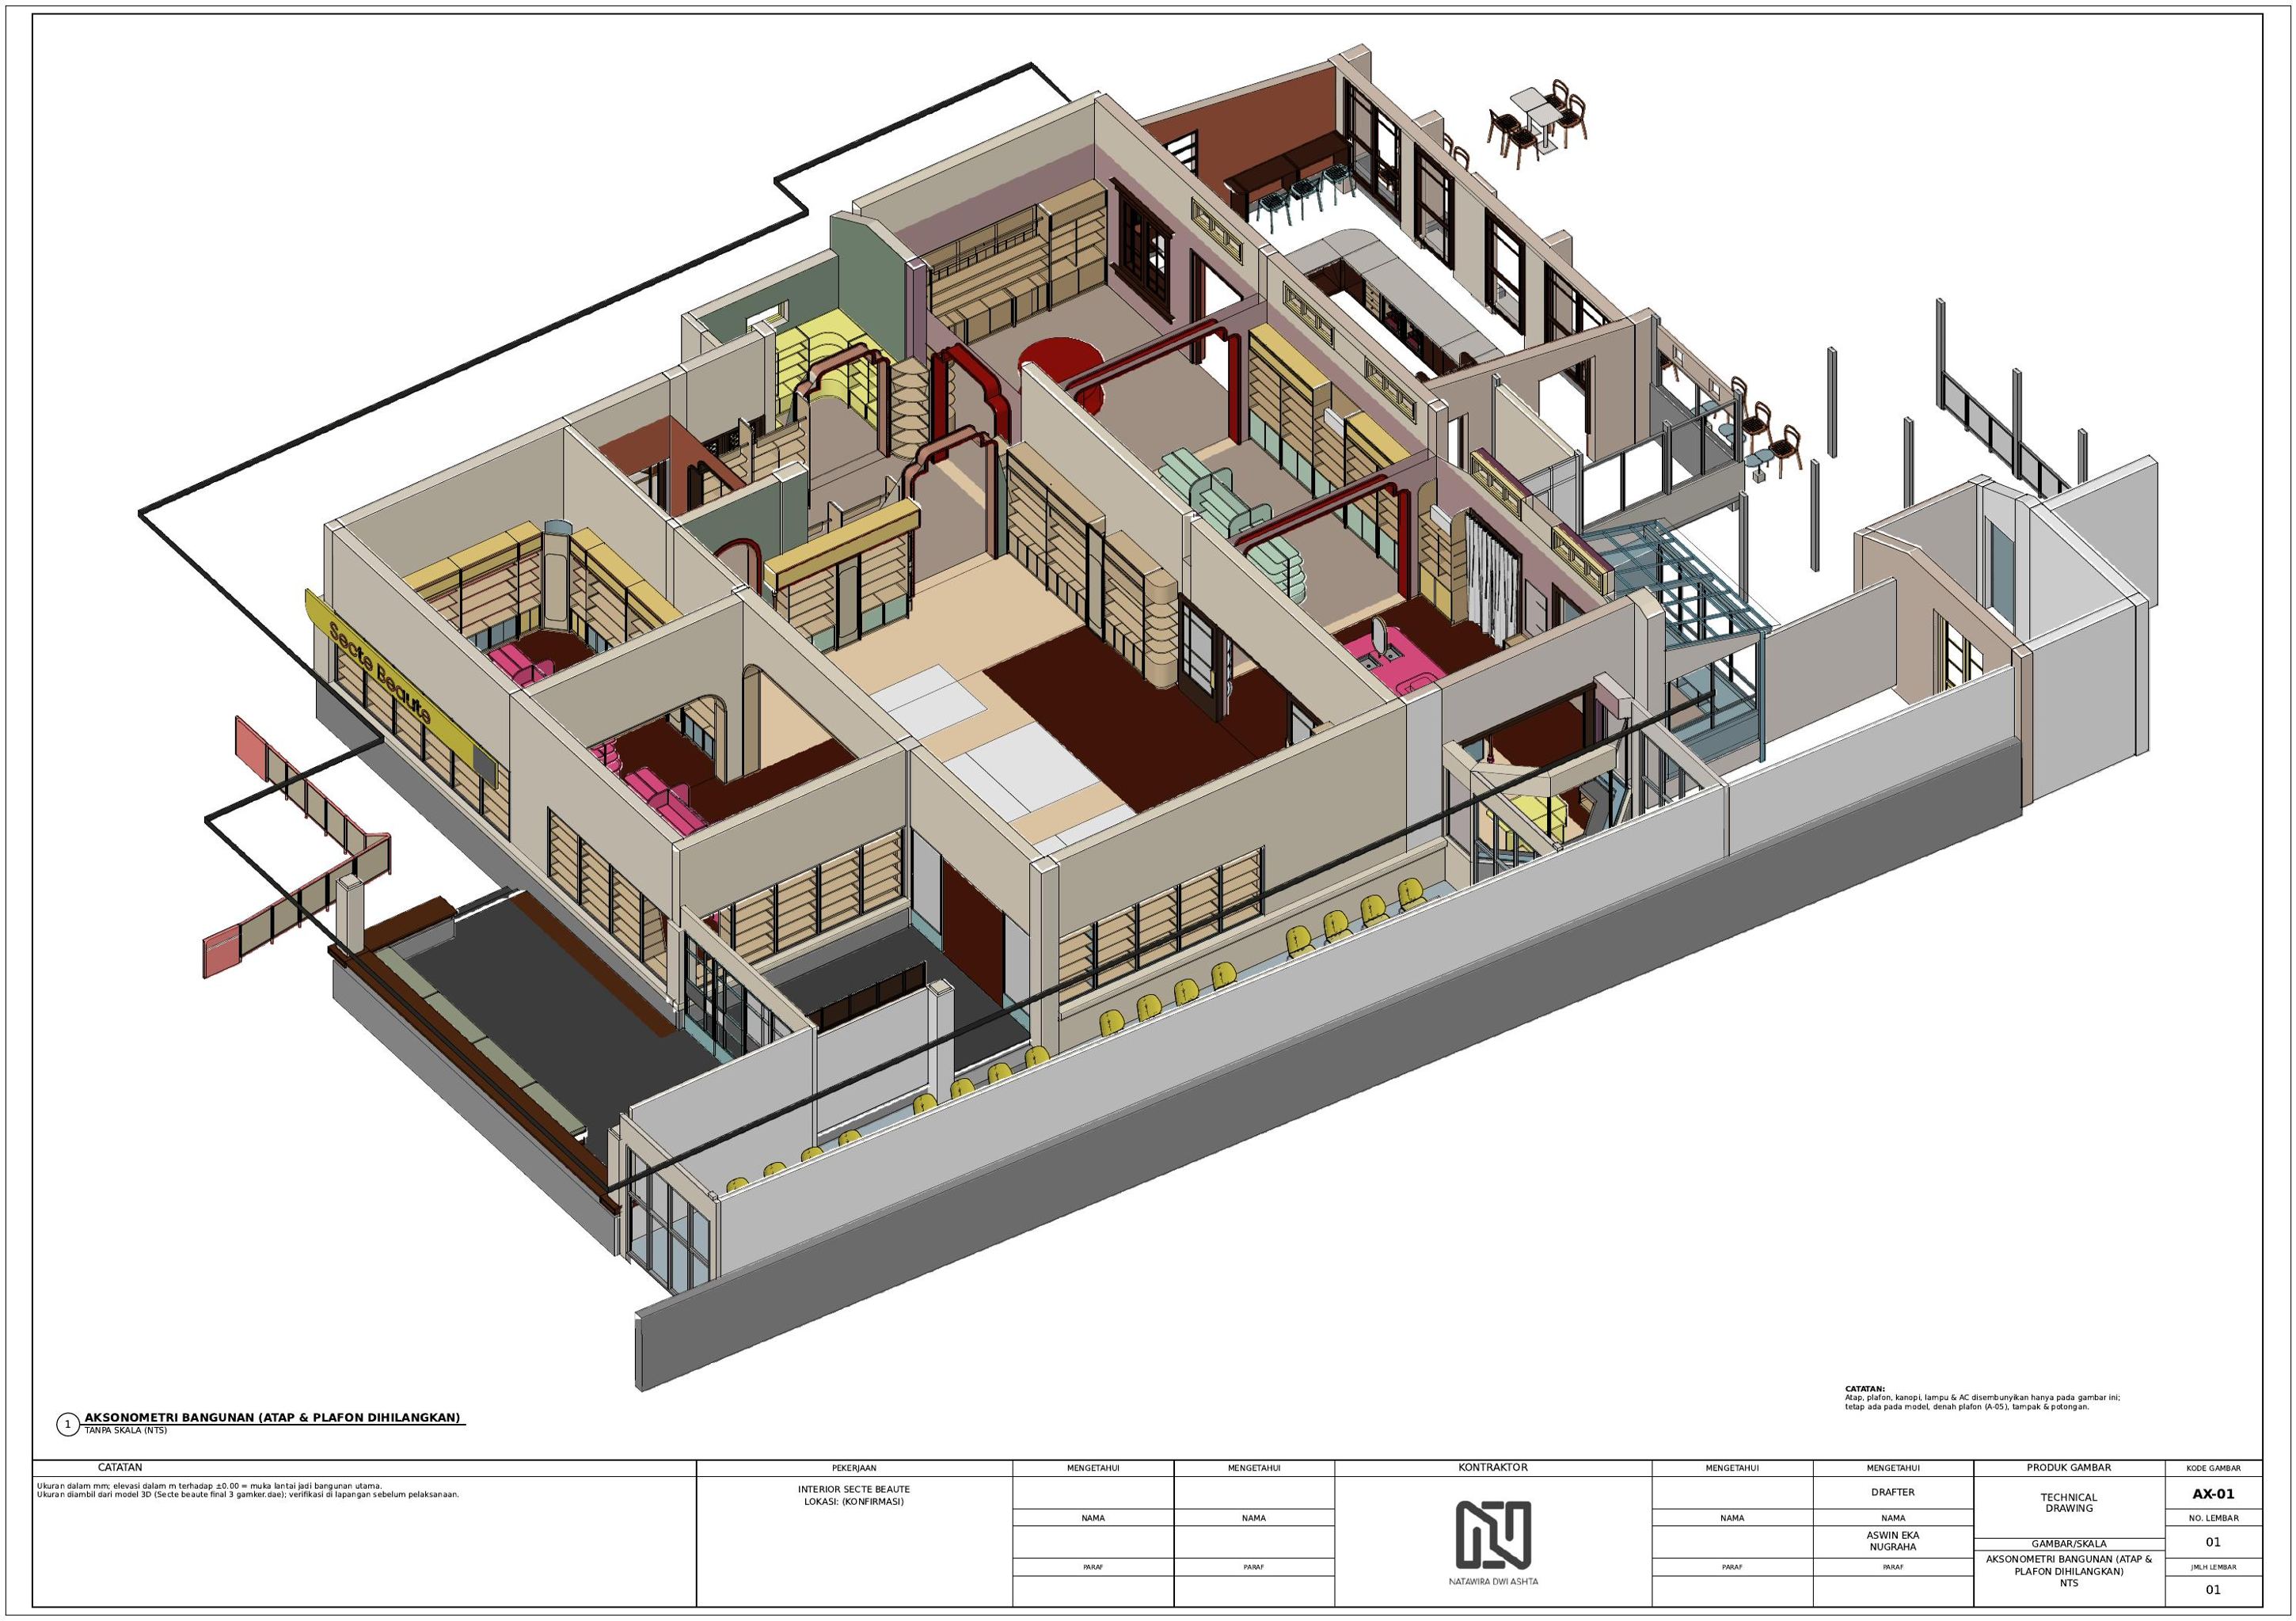 Secte Beaute
CATATAN:
Atap, plafon, kanopi, lampu & AC disembunyikan hanya pada gambar ini;
tetap ada pada model, denah plafon (A-05), tampak & potongan.
1
AKSONOMETRI BANGUNAN (ATAP & PLAFON DIHILANGKAN)
TANPA SKALA (NTS)
CATATAN
Ukuran dalam mm; elevasi dalam m terhadap ±0.00 = muka lantai jadi bangunan utama.
Ukuran diambil dari model 3D (Secte beaute final 3 gamker.dae); verifikasi di lapangan sebelum pelaksanaan.
PEKERJAAN
INTERIOR SECTE BEAUTE
LOKASI: (KONFIRMASI)
MENGETAHUI
NAMA
PARAF
MENGETAHUI
NAMA
PARAF
KONTRAKTOR
NATAWIRA DWI ASHTA
MENGETAHUI
NAMA
PARAF
MENGETAHUI
DRAFTER
NAMA
ASWIN EKA
NUGRAHA
PARAF
PRODUK GAMBAR
TECHNICAL
DRAWING
GAMBAR/SKALA
AKSONOMETRI BANGUNAN (ATAP &
PLAFON DIHILANGKAN)
NTS
KODE GAMBAR
AX-01
NO. LEMBAR
01
JMLH LEMBAR
01